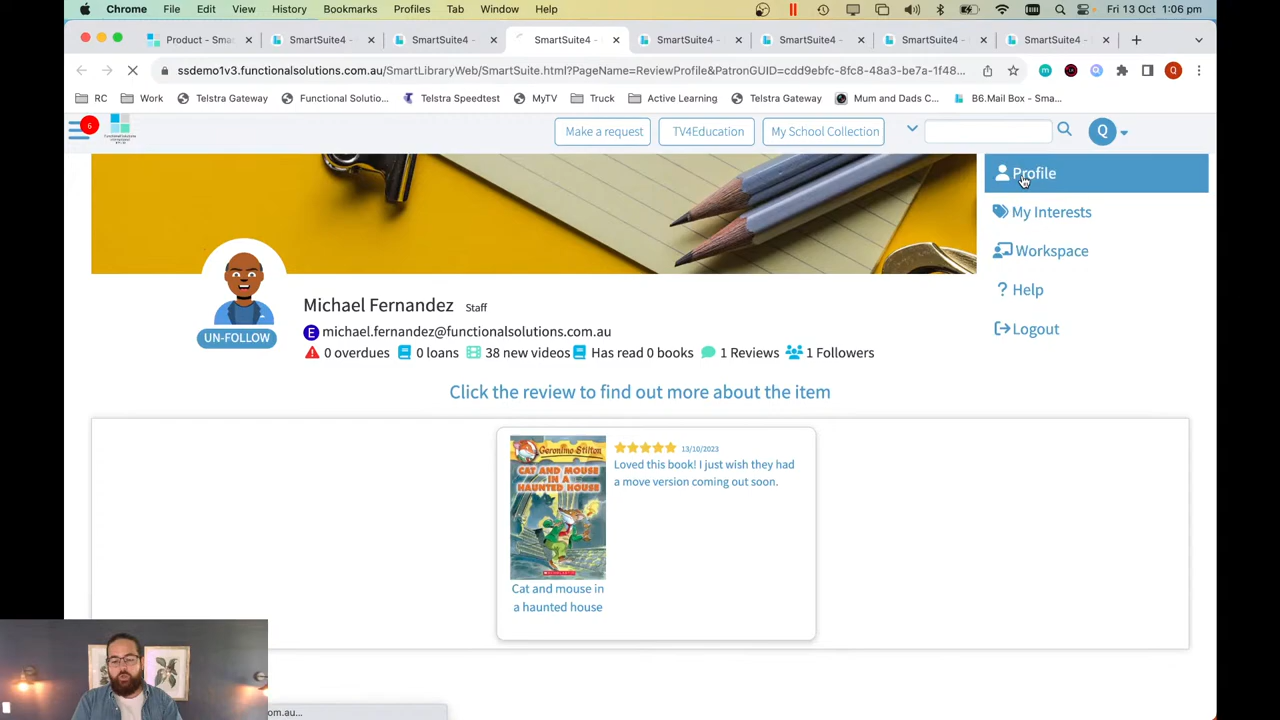 Chrome File Edit View History Bookmarks Profiles Tab Window Help Fri 13 Oct 1:06 pm
Product - Smar SmartSuite4 - SmartSuite4 - SmartSuite4 - SmartSuite4 - SmartSuite4 - SmartSuite4 - SmartSuite4 -
ssdemo1v3.functionalsolutions.com.au/SmartLibraryWeb/SmartSuite.html?PageName=ReviewProfile&PatronGUID=cdd9ebfc-8fc8-48a3-be7a-1f48... Q
RC Work Telstra Gateway Functional Solutio... Telstra Speedtest MyTV Truck Active Learning Telstra Gateway Mum and Dads C... B6.Mail Box - Sma...
6 Make a request TV4Education My School Collection Q
Profile
My Interests
Workspace
? Help
Logout
Michael Fernandez Staff
E michael.fernandez@functionalsolutions.com.au
UN-FOLLOW
0 overdues 0 loans 38 new videos Has read 0 books 1 Reviews 1 Followers
Click the review to find out more about the item
Geronimo Stilton
CAT AND MOUSE
IN A
HAUNTED HOUSE
SCHOLASTIC
13/10/2023
Loved this book! I just wish they had
a move version coming out soon.
Cat and mouse in
a haunted house
om.au...